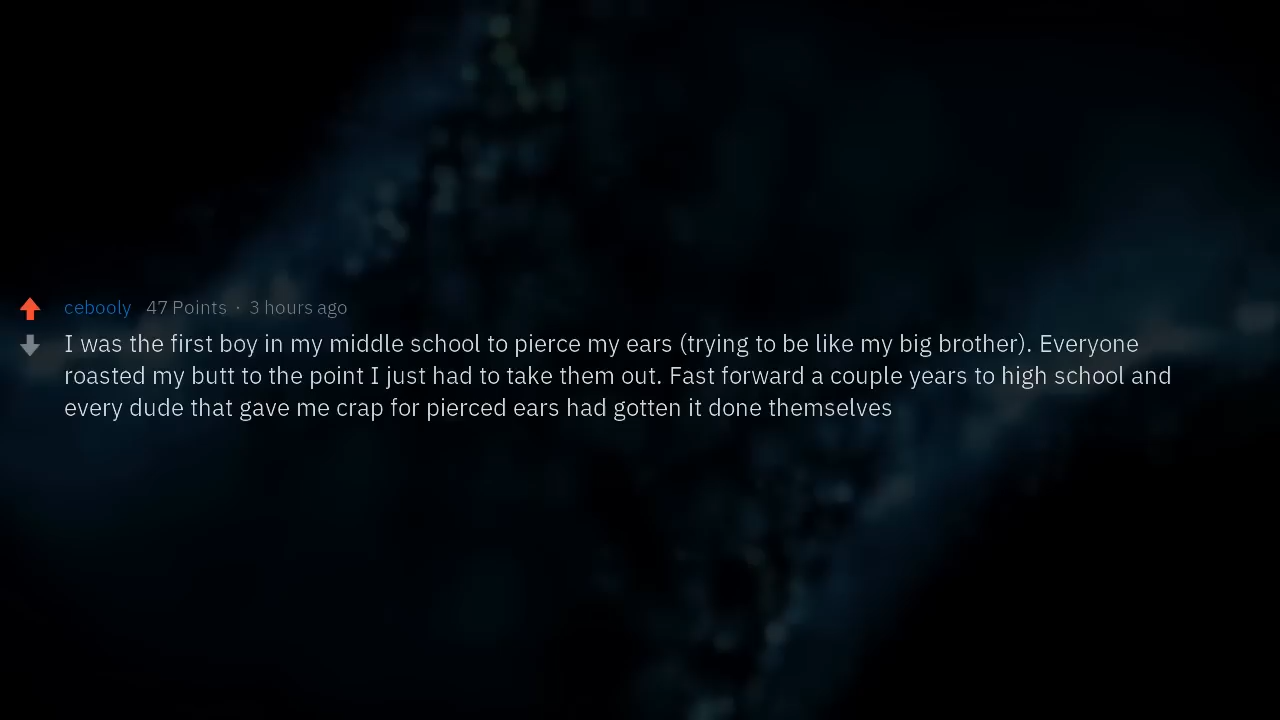 cebooly 47 Points · 3 hours ago
I was the first boy in my middle school to pierce my ears (trying to be like my big brother). Everyone
roasted my butt to the point I just had to take them out. Fast forward a couple years to high school and
every dude that gave me crap for pierced ears had gotten it done themselves